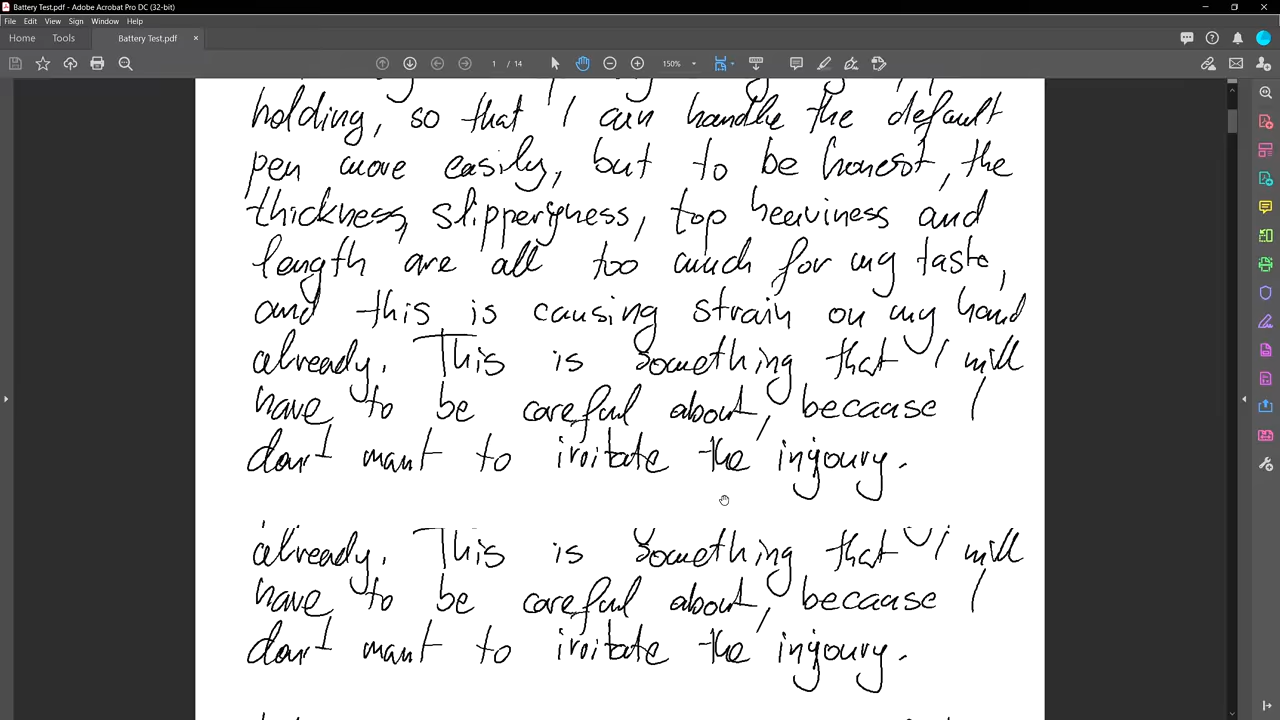 Battery Test.pdf - Adobe Acrobat Pro DC (32-bit)
File Edit View Sign Window Help
Home Tools Battery Test.pdf ×
1 / 14 150%
holding, so that I can handle the default
pen more easily, but to be honest, the
thickness, slipperyness, top heaviness and
length are all too much for my taste,
and this is causing strain on my hand
already. This is something that I will
have to be careful about, because I
don't want to irritate the injoury.
already. This is something that I will
have to be careful about, because I
don't want to irritate the injoury.